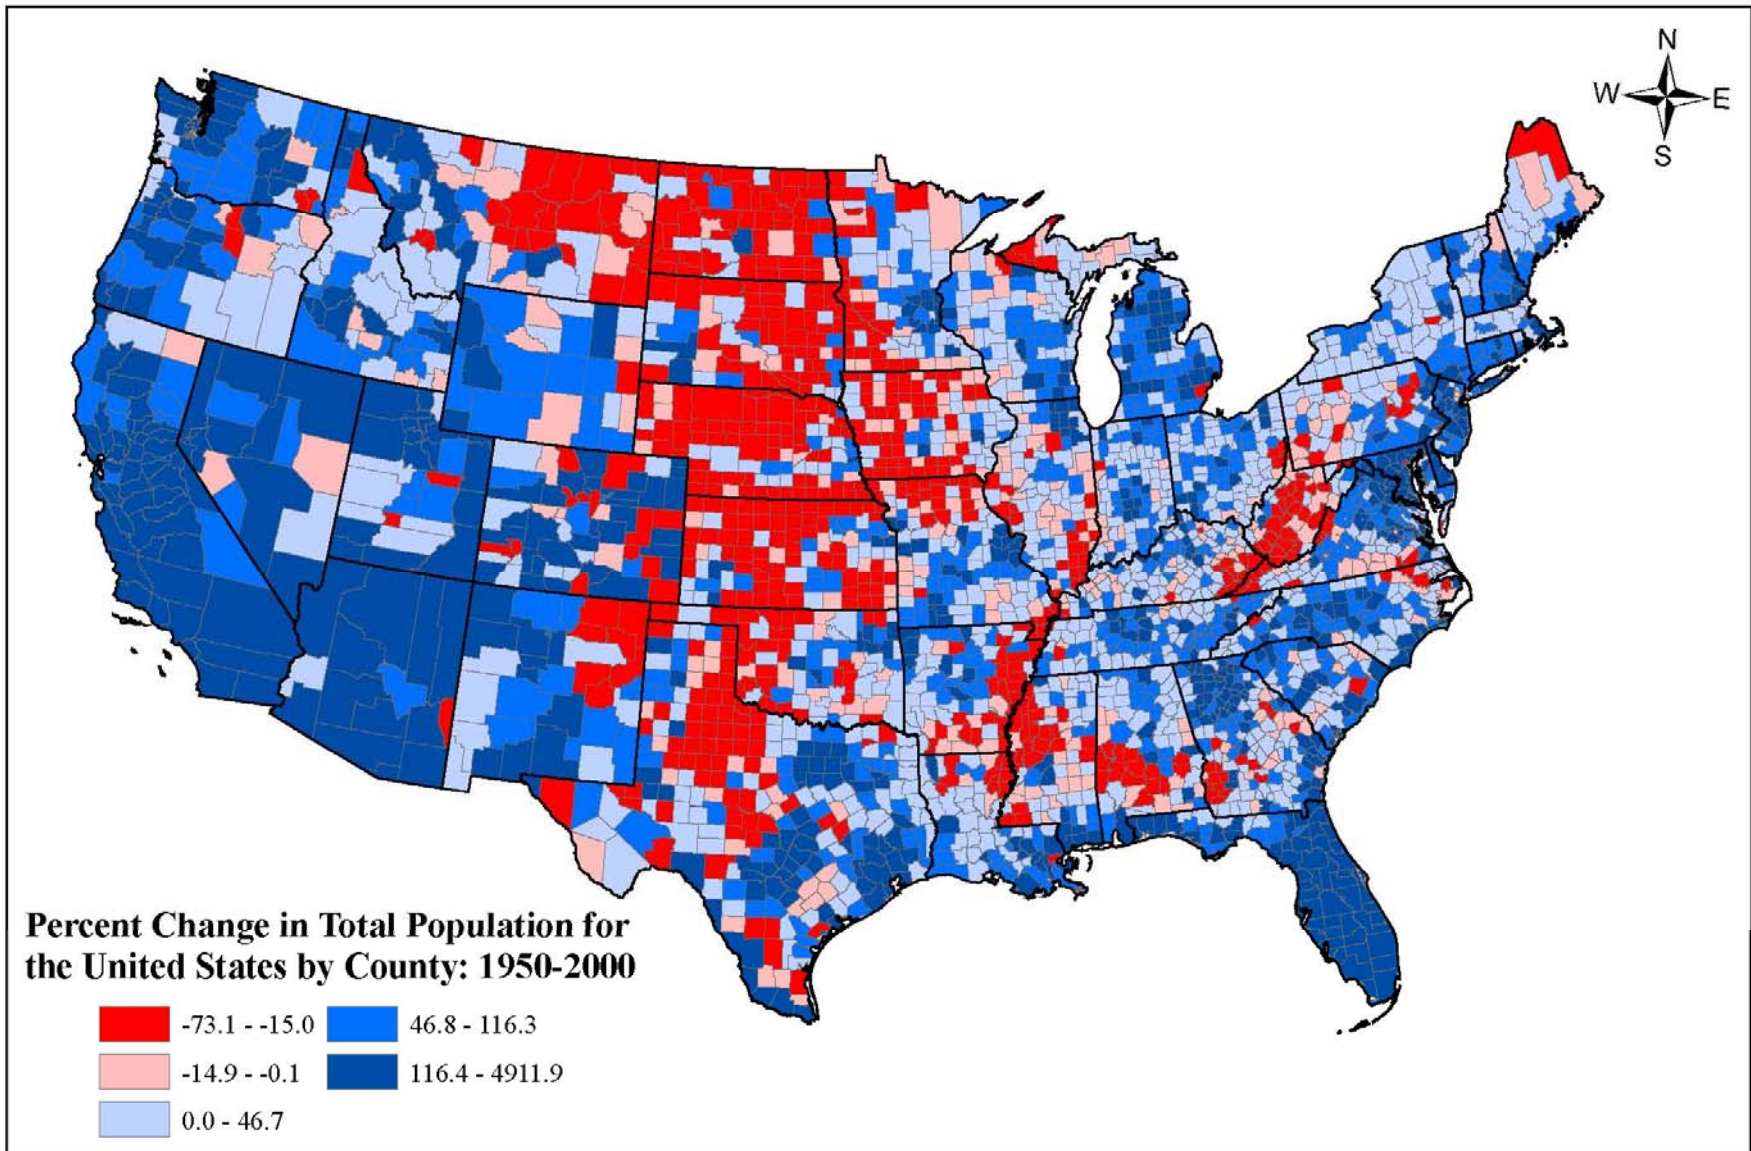 N
W E
S
Percent Change in Total Population for
the United States by County: 1950-2000
-73.1 - -15.0 46.8 - 116.3
-14.9 - -0.1 116.4 - 4911.9
0.0 - 46.7